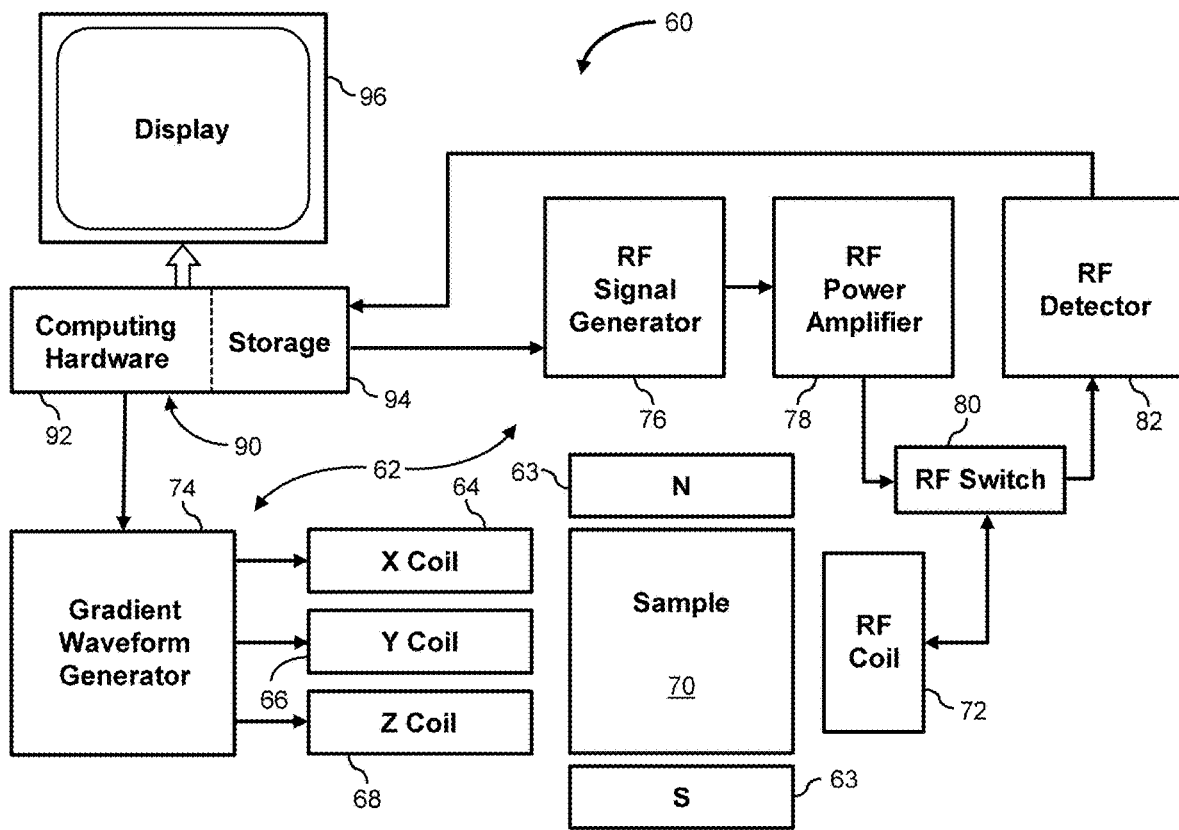 60
96
Display
RF
Signal
Generator
RF
Power
Amplifier
RF
Detector
Computing
Hardware
Storage
92
90
94
76
78
80
82
62
RF Switch
63
N
74
64
Gradient
Waveform
Generator
X Coil
Y Coil
66
Z Coil
68
Sample
70
RF
Coil
72
S
63